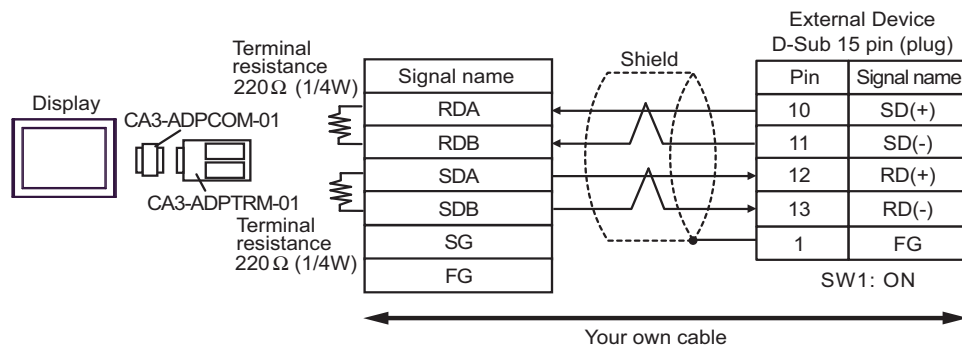 External Device
D-Sub 15 pin (plug)
Terminal
resistance
220Ω (1/4W)
Shield
Signal name
Pin Signal name
Display
CA3-ADPCOM-01
RDA
10 SD(+)
RDB
11 SD(-)
SDA
12 RD(+)
CA3-ADPTRM-01
SDB
13 RD(-)
Terminal
resistance
220Ω (1/4W)
SG
1 FG
FG
SW1: ON
Your own cable